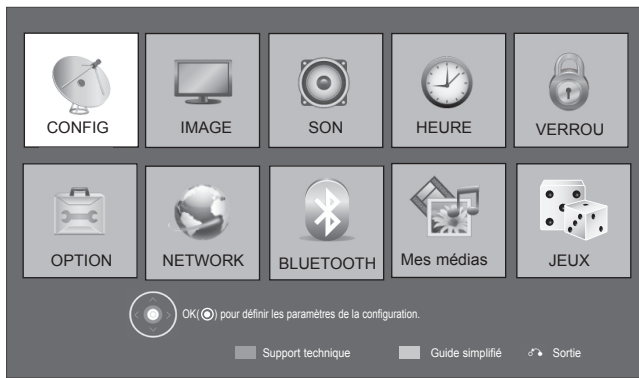 CONFIG IMAGE SON HEURE VERROU
OPTION NETWORK BLUETOOTH Mes médias JEUX
OK(◉) pour définir les paramètres de la configuration.
Support technique Guide simplifié Sortie